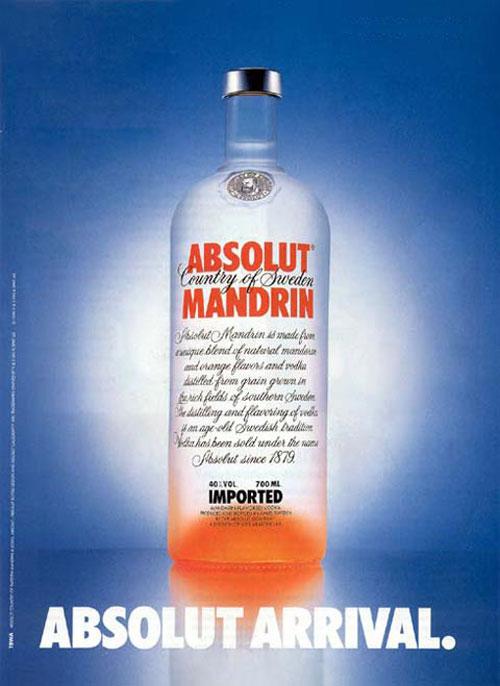 ABSOLUT®
Country of Sweden
MANDRIN
Absolut Mandrin is made from
a unique blend of natural mandarin
and orange flavors and vodka
distilled from grain grown in
the rich fields of southern Sweden.
The distilling and flavoring of vodka
is an age-old Swedish tradition.
Vodka has been sold under the name
Absolut since 1879.
40%VOL. 700 ML
IMPORTED
ABSOLUT ARRIVAL.
TBWA